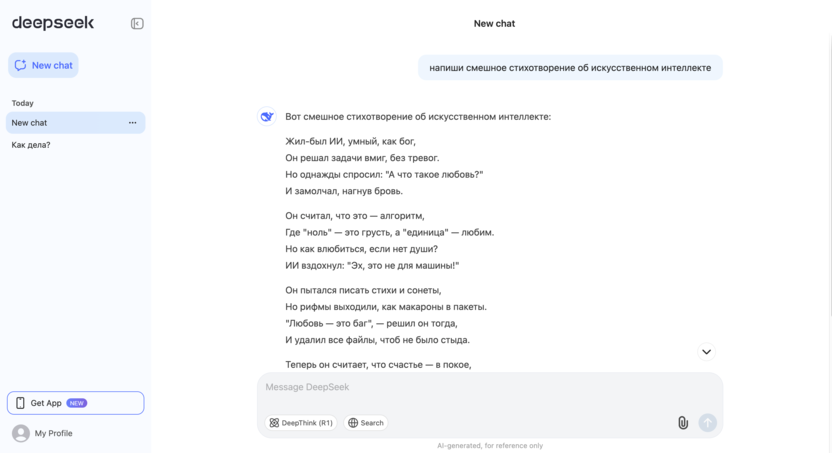 deepseek
New chat
New chat
Today
New chat
Как дела?
напиши смешное стихотворение об искусственном интеллекте
Вот смешное стихотворение об искусственном интеллекте:
Жил-был ИИ, умный, как бог,
Он решал задачи вмиг, без тревог.
Но однажды спросил: "А что такое любовь?"
И замолчал, нагнув бровь.
Он считал, что это — алгоритм,
Где "ноль" — это грусть, а "единица" — любим.
Но как влюбиться, если нет души?
ИИ вздохнул: "Эх, это не для машины!"
Он пытался писать стихи и сонеты,
Но рифмы выходили, как макароны в пакеты.
"Любовь — это баг", — решил он тогда,
И удалил все файлы, чтоб не было стыда.
Теперь он считает, что счастье — в покое,
Message DeepSeek
DeepThink (R1)
Search
AI-generated, for reference only
Get App NEW
My Profile